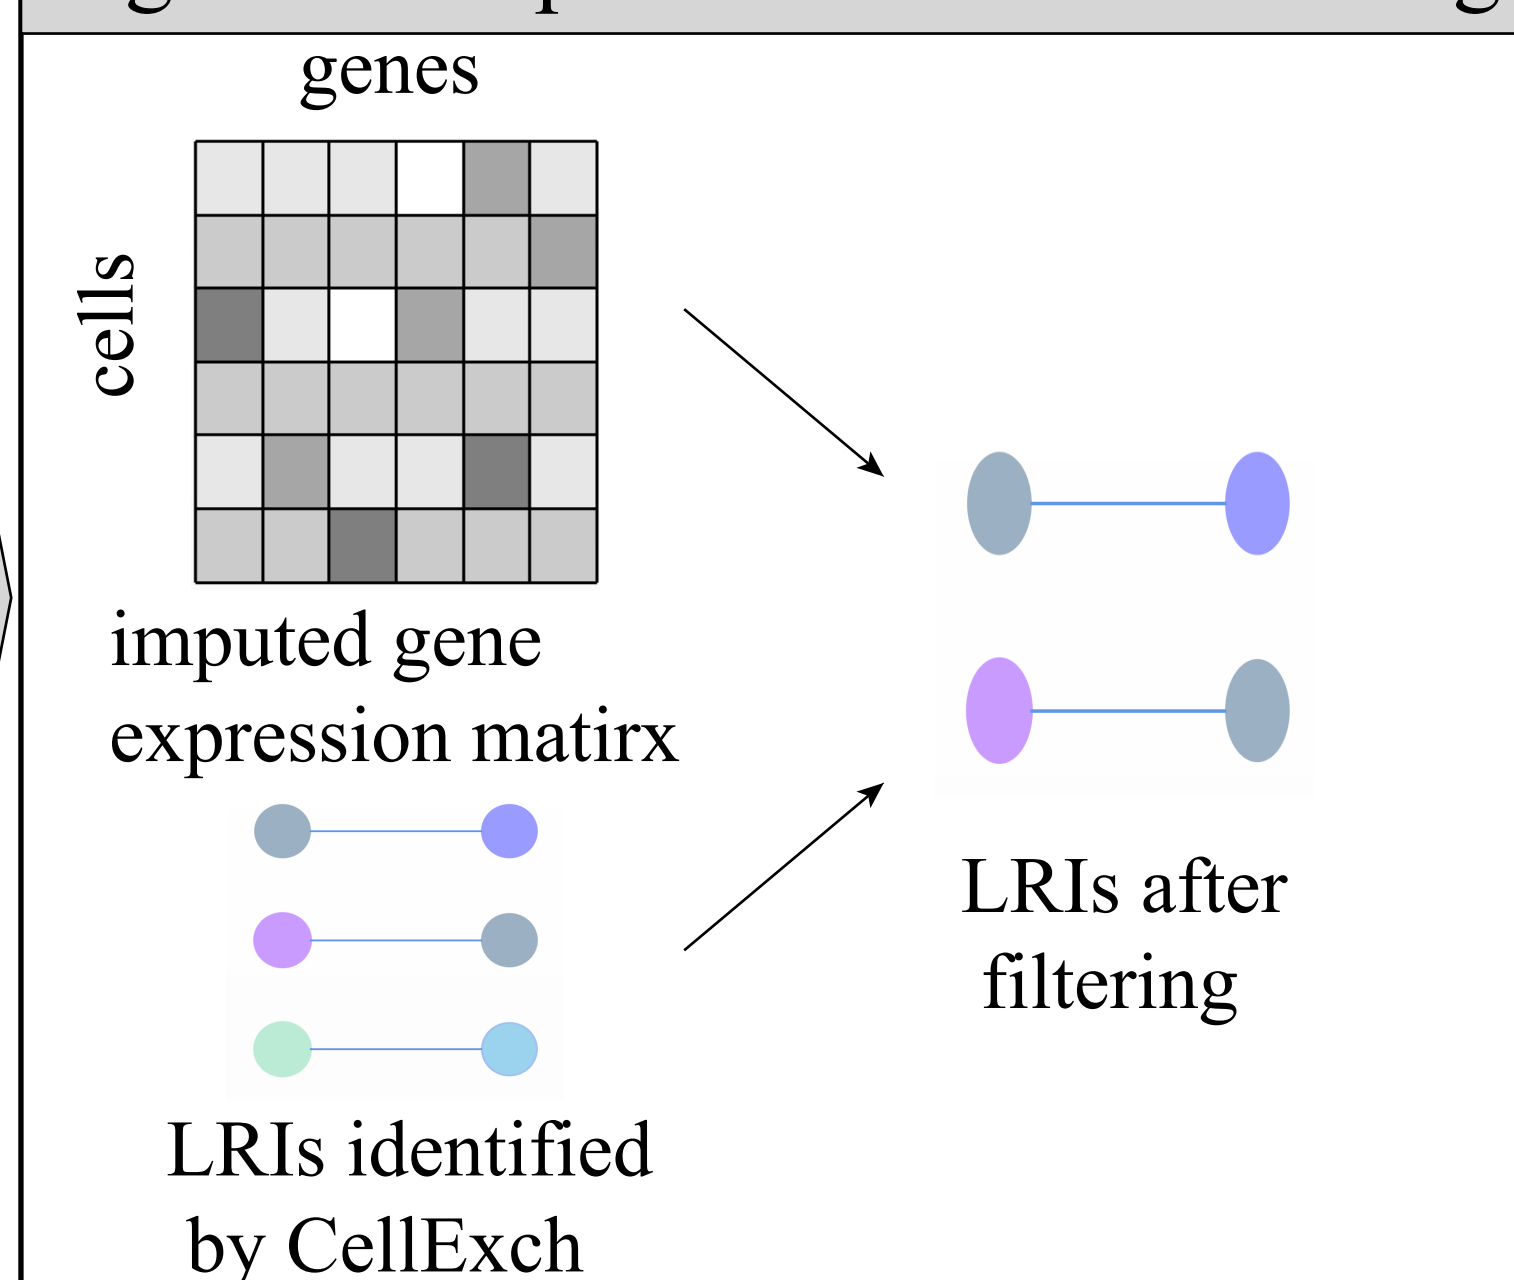 genes
cells
imputed gene
expression matirx
LRIs identified
by CellExch
LRIs after
filtering